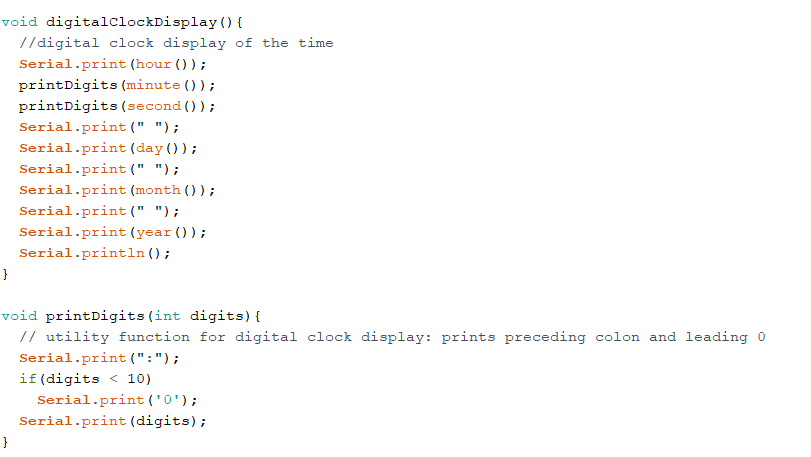 void digitalClockDisplay(){
  //digital clock display of the time
  Serial.print(hour());
  printDigits(minute());
  printDigits(second());
  Serial.print(" ");
  Serial.print(day());
  Serial.print(" ");
  Serial.print(month());
  Serial.print(" ");
  Serial.print(year());
  Serial.println();
}

void printDigits(int digits){
  // utility function for digital clock display: prints preceding colon and leading 0
  Serial.print(":");
  if(digits < 10)
    Serial.print('0');
  Serial.print(digits);
}